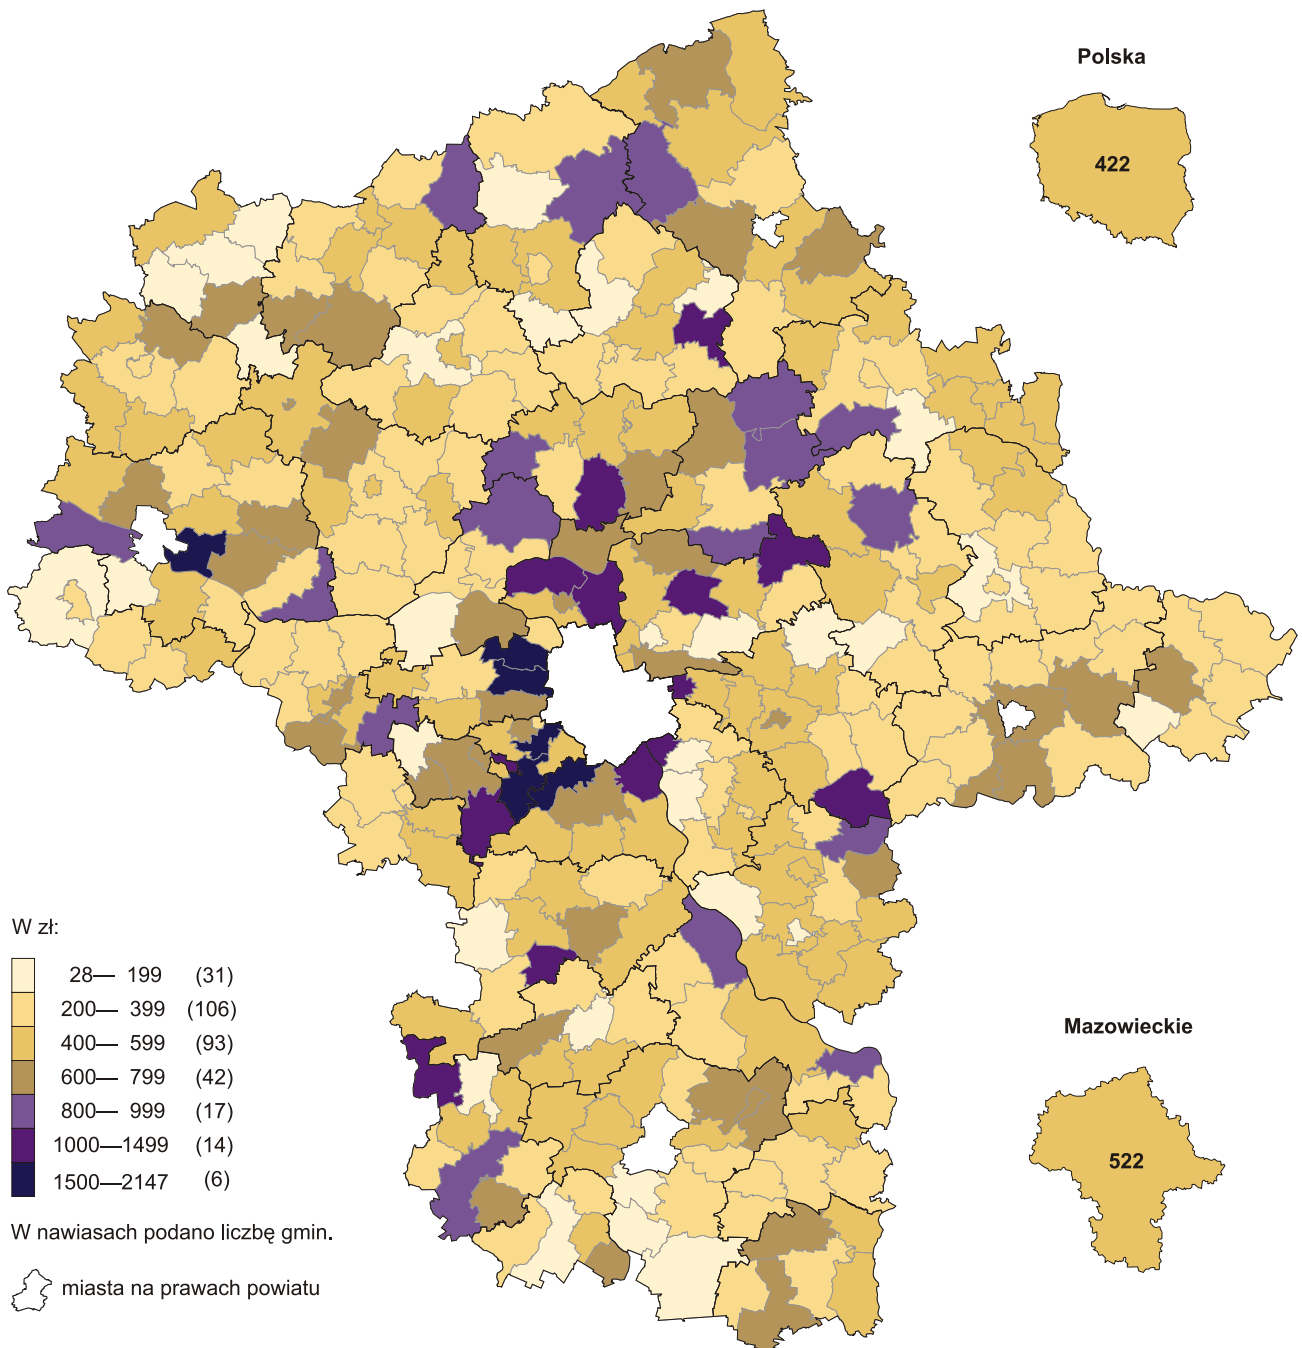 Polska
422
W zł:
28— 199 (31)
200— 399 (106)
400— 599 (93)
600— 799 (42)
800— 999 (17)
1000—1499 (14)
1500—2147 (6)
W nawiasach podano liczbę gmin.
miasta na prawach powiatu
Mazowieckie
522